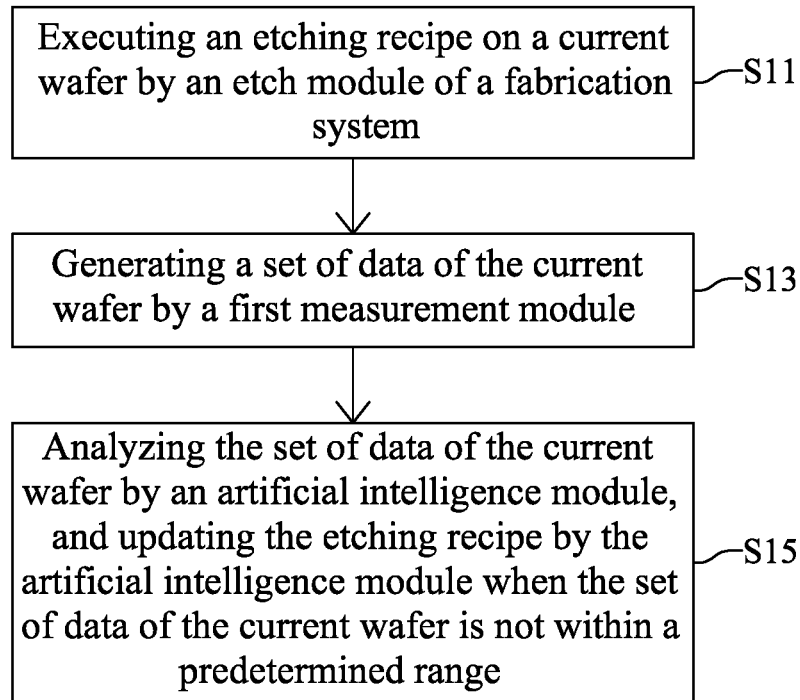 Executing an etching recipe on a current
wafer by an etch module of a fabrication
system
S11
Generating a set of data of the current
wafer by a first measurement module
S13
Analyzing the set of data of the current
wafer by an artificial intelligence module,
and updating the etching recipe by the
artificial intelligence module when the set
of data of the current wafer is not within a
predetermined range
S15